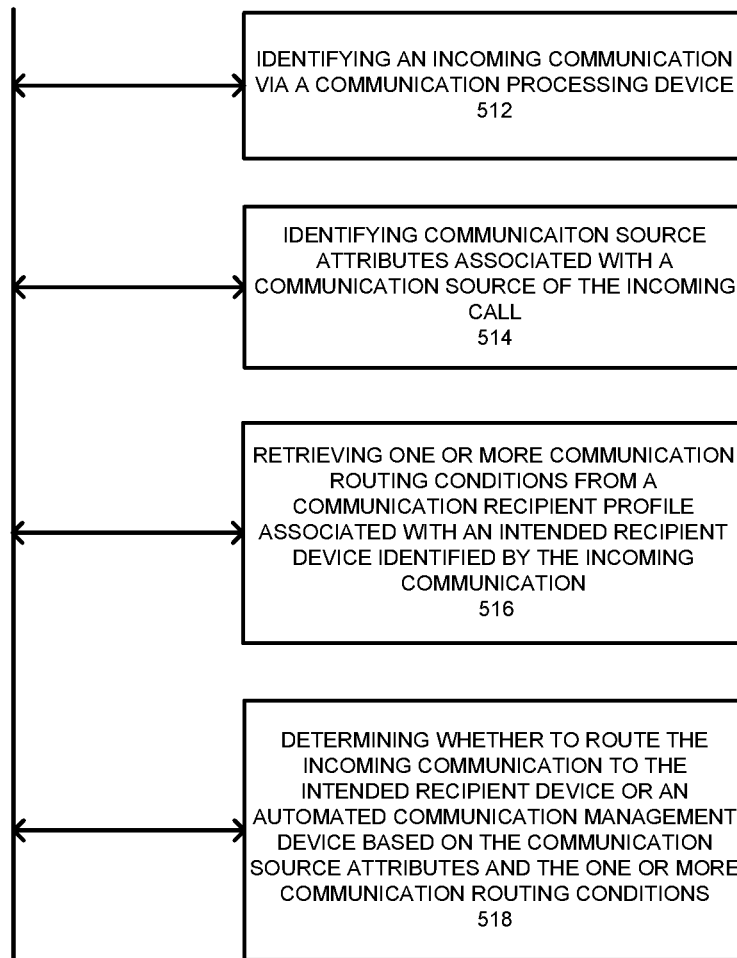 IDENTIFYING AN INCOMING COMMUNICATION
VIA A COMMUNICATION PROCESSING DEVICE
512
IDENTIFYING COMMUNICAITON SOURCE
ATTRIBUTES ASSOCIATED WITH A
COMMUNICATION SOURCE OF THE INCOMING
CALL
514
RETRIEVING ONE OR MORE COMMUNICATION
ROUTING CONDITIONS FROM A
COMMUNICATION RECIPIENT PROFILE
ASSOCIATED WITH AN INTENDED RECIPIENT
DEVICE IDENTIFIED BY THE INCOMING
COMMUNICATION
516
DETERMINING WHETHER TO ROUTE THE
INCOMING COMMUNICATION TO THE
INTENDED RECIPIENT DEVICE OR AN
AUTOMATED COMMUNICATION MANAGEMENT
DEVICE BASED ON THE COMMUNICATION
SOURCE ATTRIBUTES AND THE ONE OR MORE
COMMUNICATION ROUTING CONDITIONS
518